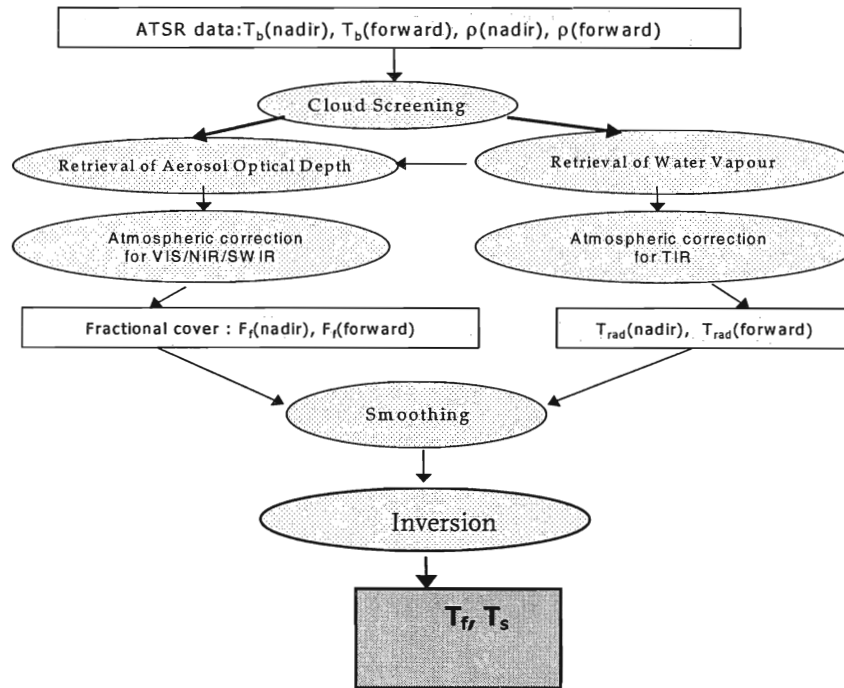 ATSR data:T_b(nadir), T_b(forward), ρ(nadir), ρ(forward)
Cloud Screening
Retrieval of Aerosol Optical Depth
Retrieval of Water Vapour
Atmospheric correction
for VIS/NIR/SWIR
Atmospheric correction
for TIR
Fractional cover : F_f(nadir), F_f(forward)
T_rad(nadir), T_rad(forward)
Smoothing
Inversion
T_f, T_s